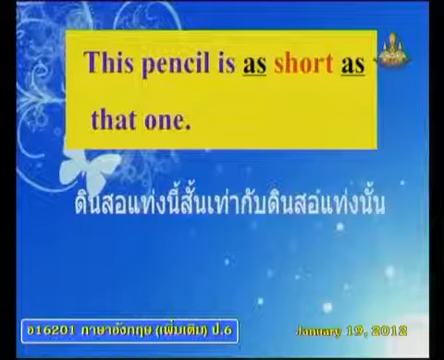 This pencil is as short as
that one.
ดินสอแท่งนี้สั้นเท่ากับดินสอแท่งนั้น
อ16201 ภาษาอังกฤษ (เพิ่มเติม) ป.6
January 19, 2012